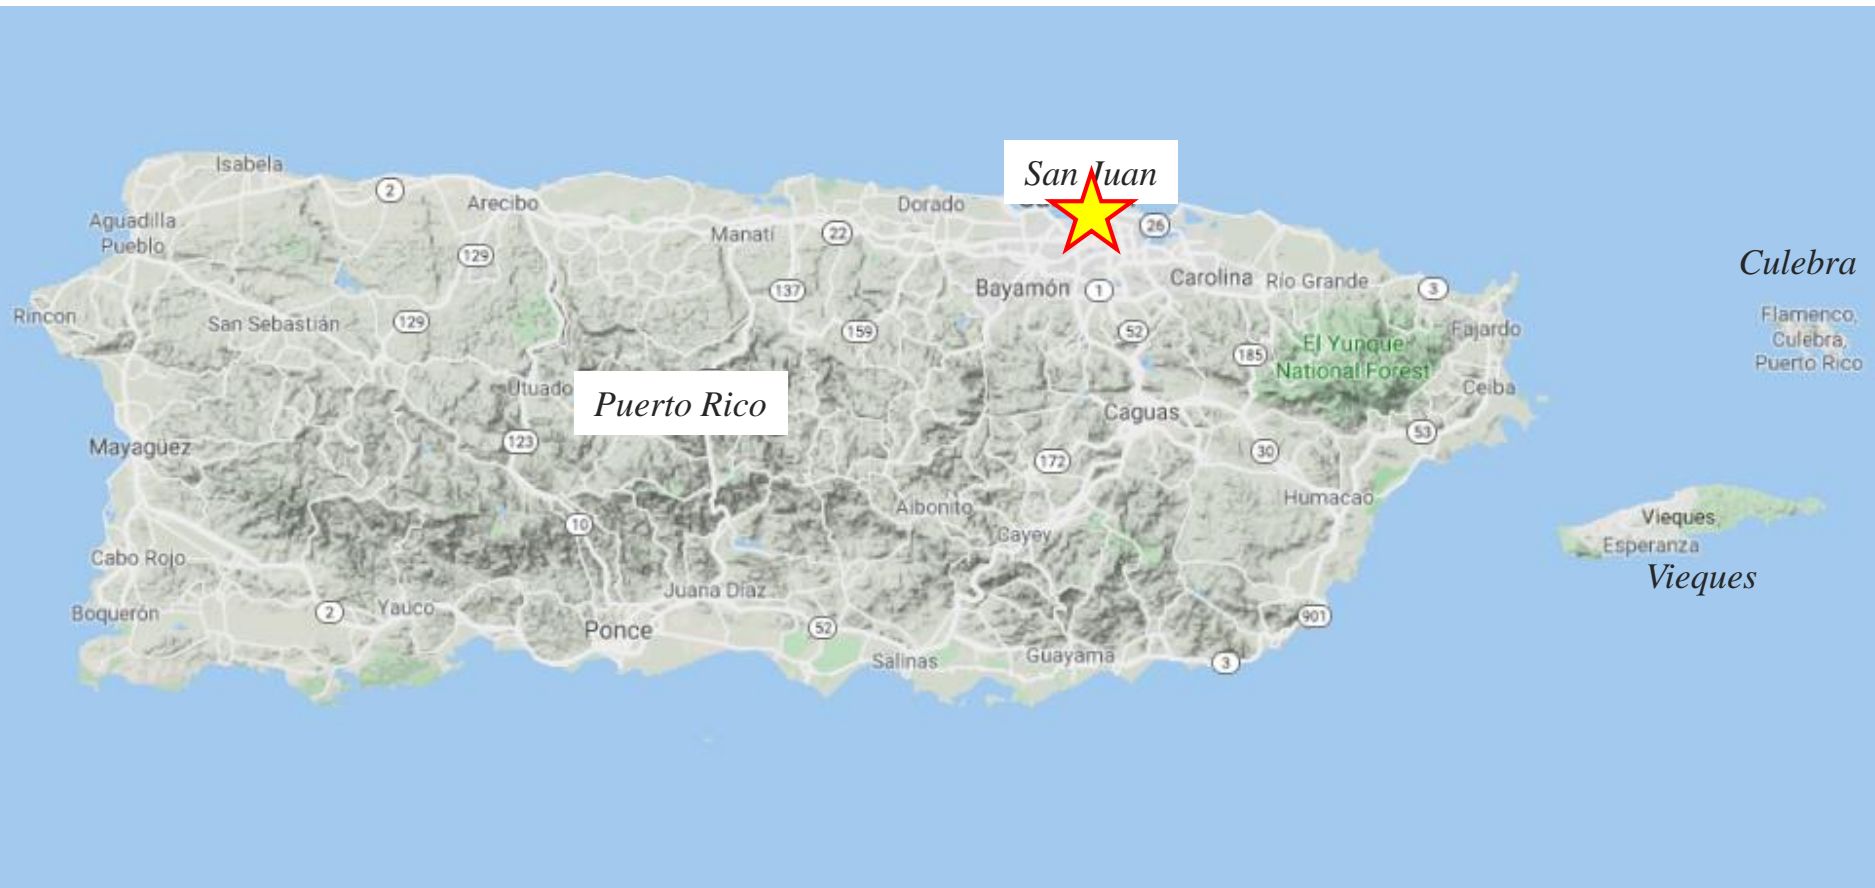 Isabela
2
San Juan
Arecibo
Dorado
Aguadilla
Pueblo
Manatí
22
26
129
Culebra
137
Bayamón
1
Carolina
Río Grande
3
Rincon
San Sebastián
129
159
52
185
El Yunque
National Forest
Fajardo
Flamenco,
Culebra,
Puerto Rico
Utuado
Puerto Rico
Ceiba
Caguas
Mayagüez
123
172
30
53
Aibonito
Humacao
10
Cayey
Vieques
Esperanza
Cabo Rojo
Vieques
Juana Díaz
Boquerón
2
Yauco
Ponce
52
901
Salinas
Guayama
3